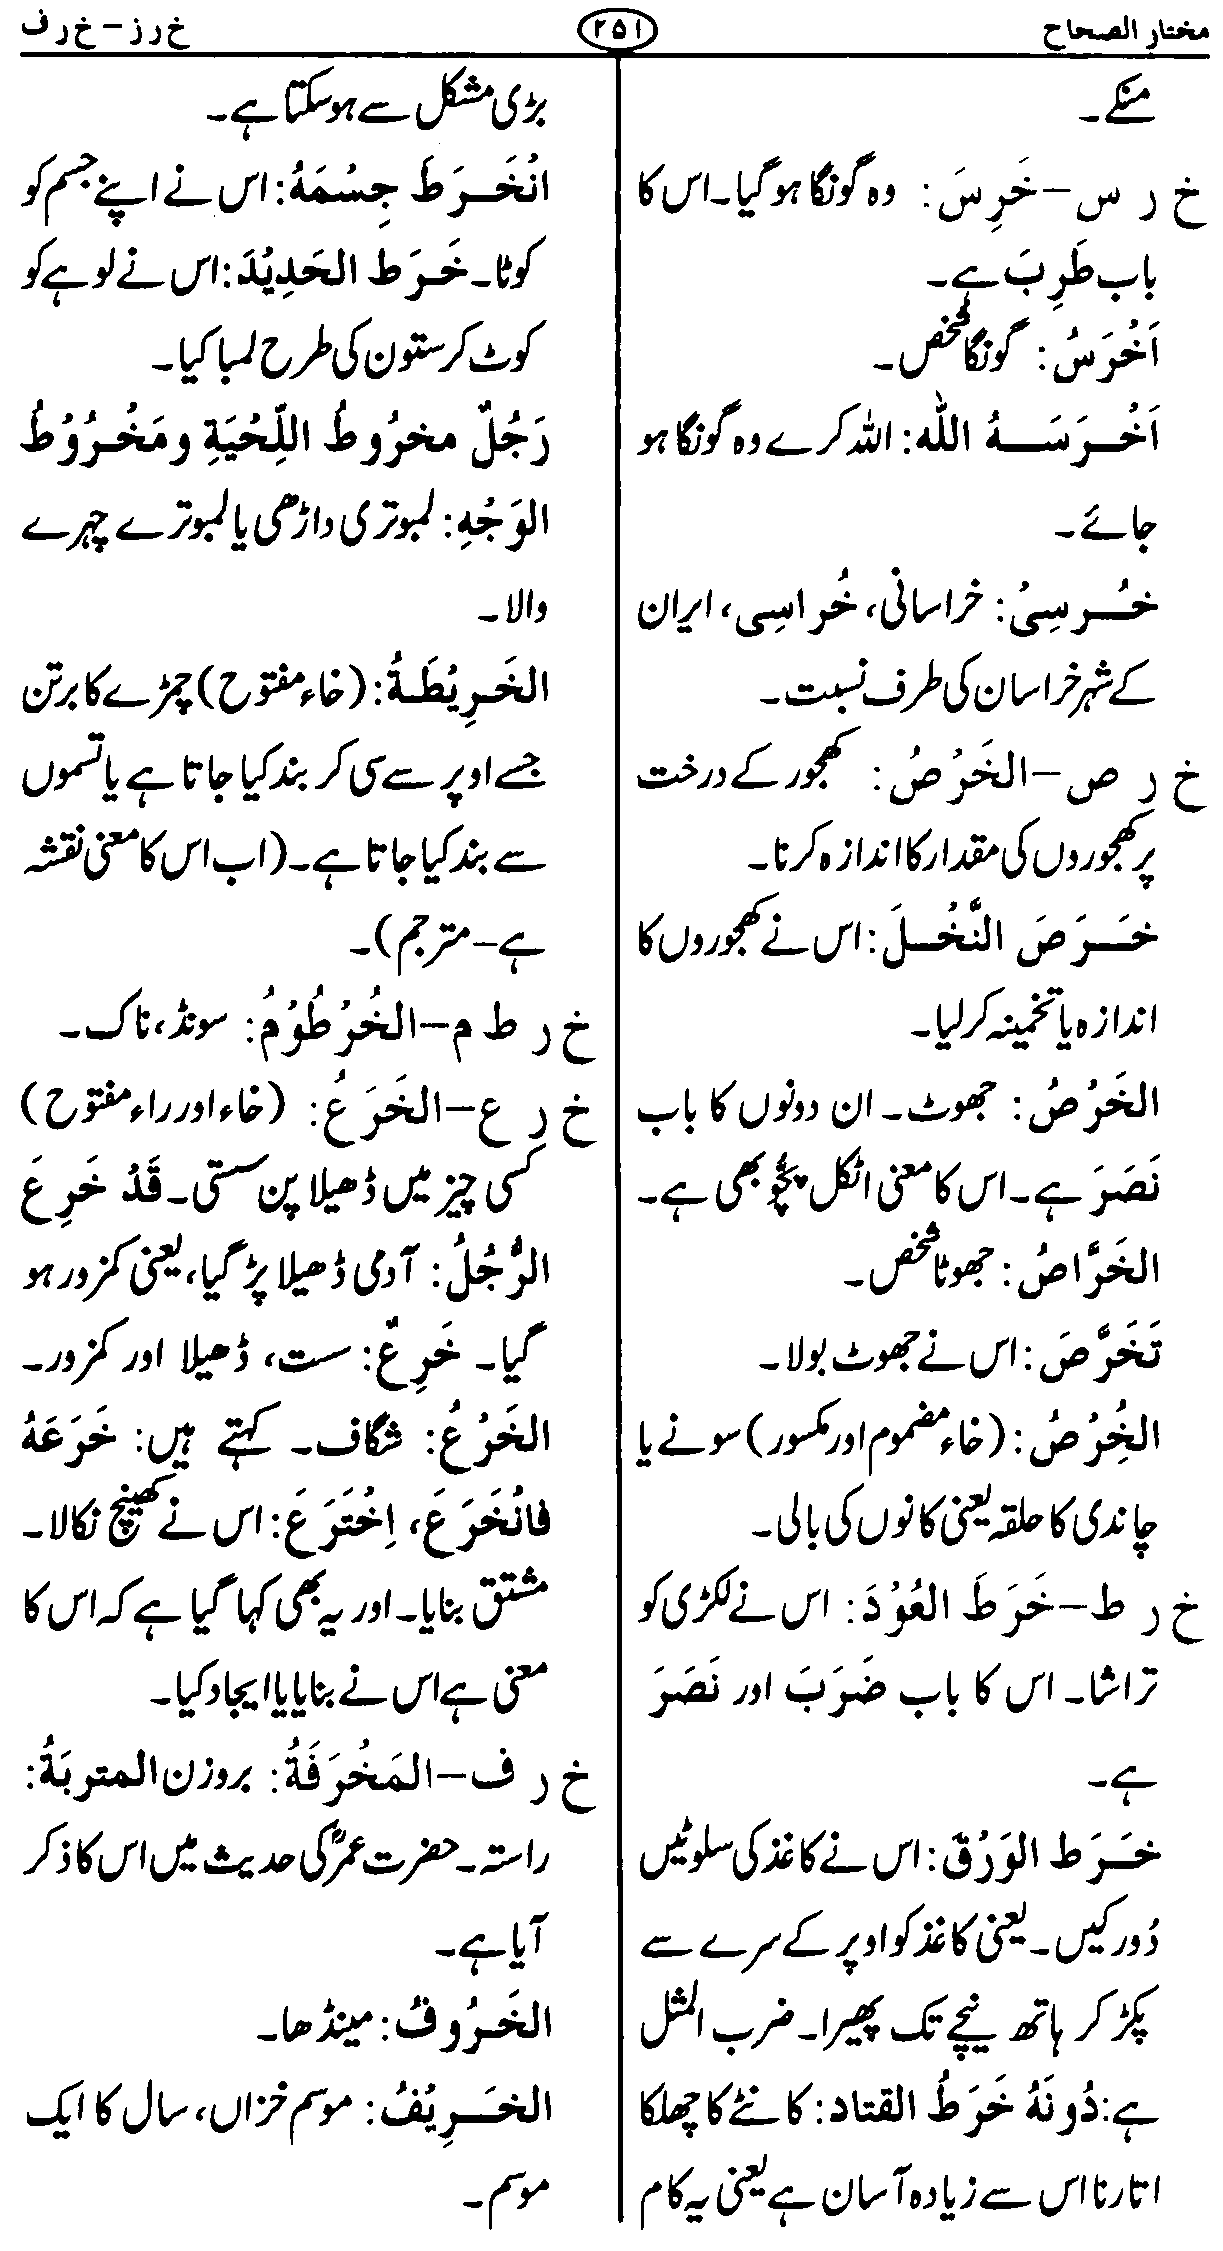 مختار الصحاح
۲۵۱
خ ر ز – خ ر ف
منکے۔
خ ر س – خَرِسَ: وہ گونگا ہو گیا۔ اس کا
باب طَرِبَ ہے۔
اَخْرَسُ: گونگا شخص۔
اَخْرَسَهُ اللّٰه: اللہ کرے وہ گونگا ہو
جائے۔
خُرسِیُ: خراسانی، خُراسِی، ایران
کے شہر خراسان کی طرف نسبت۔
خ رِ ص – الخَرْصُ: کھجور کے درخت
پر کھجوروں کی مقدار کا اندازہ کرنا۔
خَرَصَ النَّخْلَ: اس نے کھجوروں کا
اندازہ یا تخمینہ کر لیا۔
الخَرْصُ: جھوٹ۔ ان دونوں کا باب
نَصَرَ ہے۔ اس کا معنی اٹکل پچّو بھی ہے۔
الخَرَّاصُ: جھوٹا شخص۔
تَخَرَّصَ: اس نے جھوٹ بولا۔
الخُِرْصُ: (خاء مضموم اور مکسور) سونے یا
چاندی کا حلقہ یعنی کانوں کی بالی۔
خ ر ط – خَرَطَ العُوْدَ: اس نے لکڑی کو
تراشا۔ اس کا باب ضَرَبَ اور نَصَرَ
ہے۔
خَرَط الوَرْقَ: اس نے کاغذ کی سلوٹیں
دُور کیں۔ یعنی کاغذ کو اوپر کے سرے سے
پکڑ کر ہاتھ نیچے تک پھیرا۔ ضرب المثل
ہے: دُونَهُ خَرَطُ القتاد: کانٹے کا چھلکا
اتارنا اس سے زیادہ آسان ہے یعنی یہ کام
بڑی مشکل سے ہو سکتا ہے۔
انْخَرَطَ جِسْمَهُ: اس نے اپنے جسم کو
کوٹا۔ خَرَط الحَدِیْدَ: اس نے لوہے کو
کوٹ کر ستون کی طرح لمبا کیا۔
رَجُلٌ مخرُوطُ اللِّحْیَةِ ومَخْرُوْطُ
الوَجْهِ: لمبوتری داڑھی یا لمبوترے چہرے
والا۔
الخَرِیْطَةُ: (خاء مفتوح) چمڑے کا برتن
جسے اوپر سے سی کر بند کیا جاتا ہے یا تسموں
سے بند کیا جاتا ہے۔ (اب اس کا معنی نقشہ
ہے – مترجم)۔
خ ر ط م – الخُرْطُوْمُ: سونڈ، ناک۔
خ رِ ع – الخَرَعُ: (خاء اور راء مفتوح)
کسی چیز میں ڈھیلا پن سستی۔ قَدْ خَرِعَ
الرَّجُلُ: آدمی ڈھیلا پڑ گیا، یعنی کمزور ہو
گیا۔ خَرِعٌ: سست، ڈھیلا اور کمزور۔
الخَرْعُ: شگاف۔ کہتے ہیں: خَرَعَهُ
فانْخَرَعَ، اِخْتَرَعَ: اس نے کھینچ نکالا۔
مشتق بنایا۔ اور یہ بھی کہا گیا ہے کہ اس کا
معنی ہے اس نے بنایا یا ایجاد کیا۔
خ ر ف – المَخْرَفَةُ: بروزن المتربَةُ:
راستہ۔ حضرت عمرؓ کی حدیث میں اس کا ذکر
آیا ہے۔
الخَرُوفُ: مینڈھا۔
الخَرِیْفُ: موسم خزاں، سال کا ایک
موسم۔